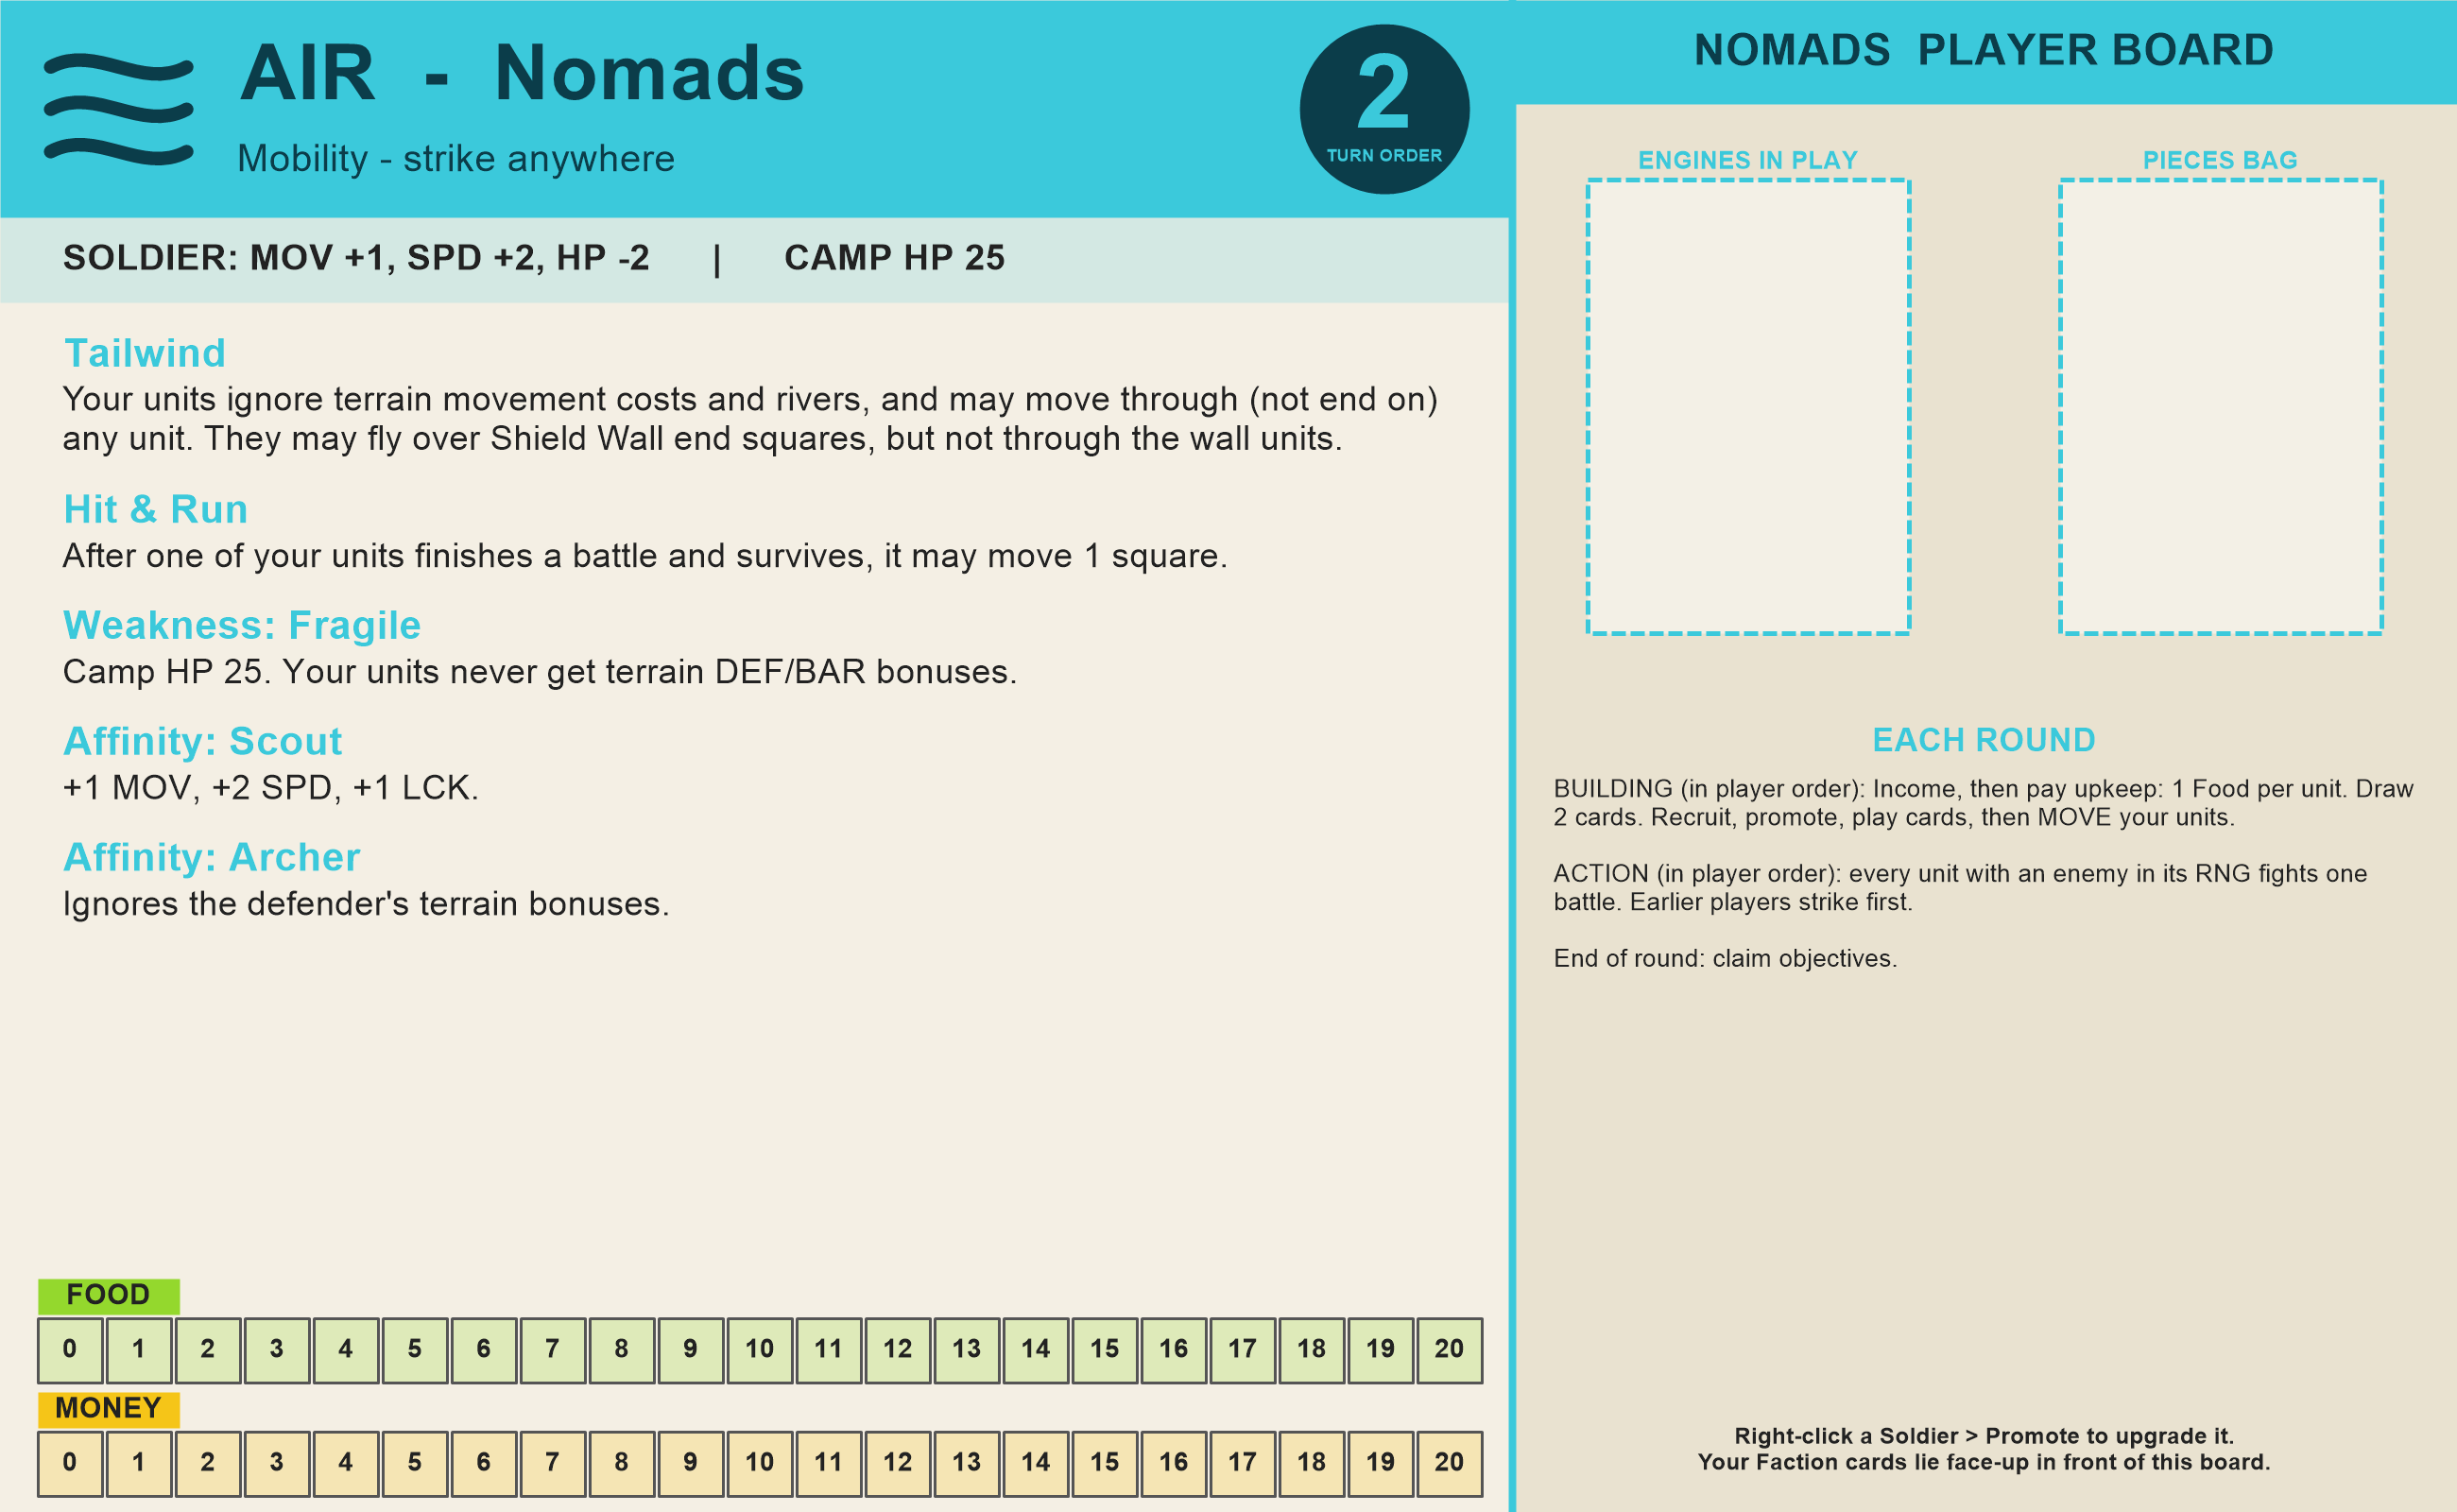 AIR - Nomads
Mobility - strike anywhere
2
TURN ORDER
SOLDIER: MOV +1, SPD +2, HP -2 | CAMP HP 25
Tailwind
Your units ignore terrain movement costs and rivers, and may move through (not end on)
any unit. They may fly over Shield Wall end squares, but not through the wall units.
Hit & Run
After one of your units finishes a battle and survives, it may move 1 square.
Weakness: Fragile
Camp HP 25. Your units never get terrain DEF/BAR bonuses.
Affinity: Scout
+1 MOV, +2 SPD, +1 LCK.
Affinity: Archer
Ignores the defender's terrain bonuses.
FOOD
0 1 2 3 4 5 6 7 8 9 10 11 12 13 14 15 16 17 18 19 20
MONEY
0 1 2 3 4 5 6 7 8 9 10 11 12 13 14 15 16 17 18 19 20
NOMADS PLAYER BOARD
ENGINES IN PLAY
PIECES BAG
EACH ROUND
BUILDING (in player order): Income, then pay upkeep: 1 Food per unit. Draw
2 cards. Recruit, promote, play cards, then MOVE your units.
ACTION (in player order): every unit with an enemy in its RNG fights one
battle. Earlier players strike first.
End of round: claim objectives.
Right-click a Soldier > Promote to upgrade it.
Your Faction cards lie face-up in front of this board.